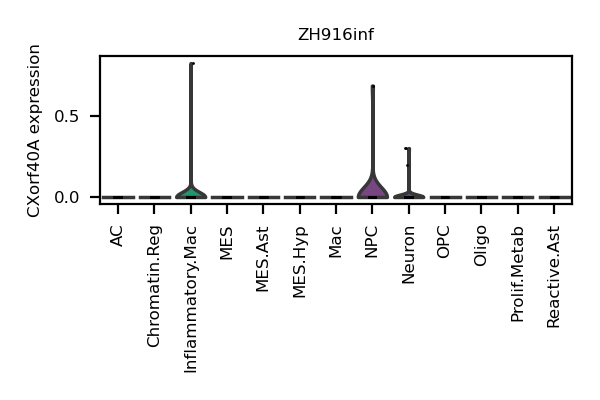 ZH916inf
CXorf40A expression
0.5
0.0
AC
Chromatin.Reg
Inflammatory.Mac
MES
MES.Ast
MES.Hyp
Mac
NPC
Neuron
OPC
Oligo
Prolif.Metab
Reactive.Ast